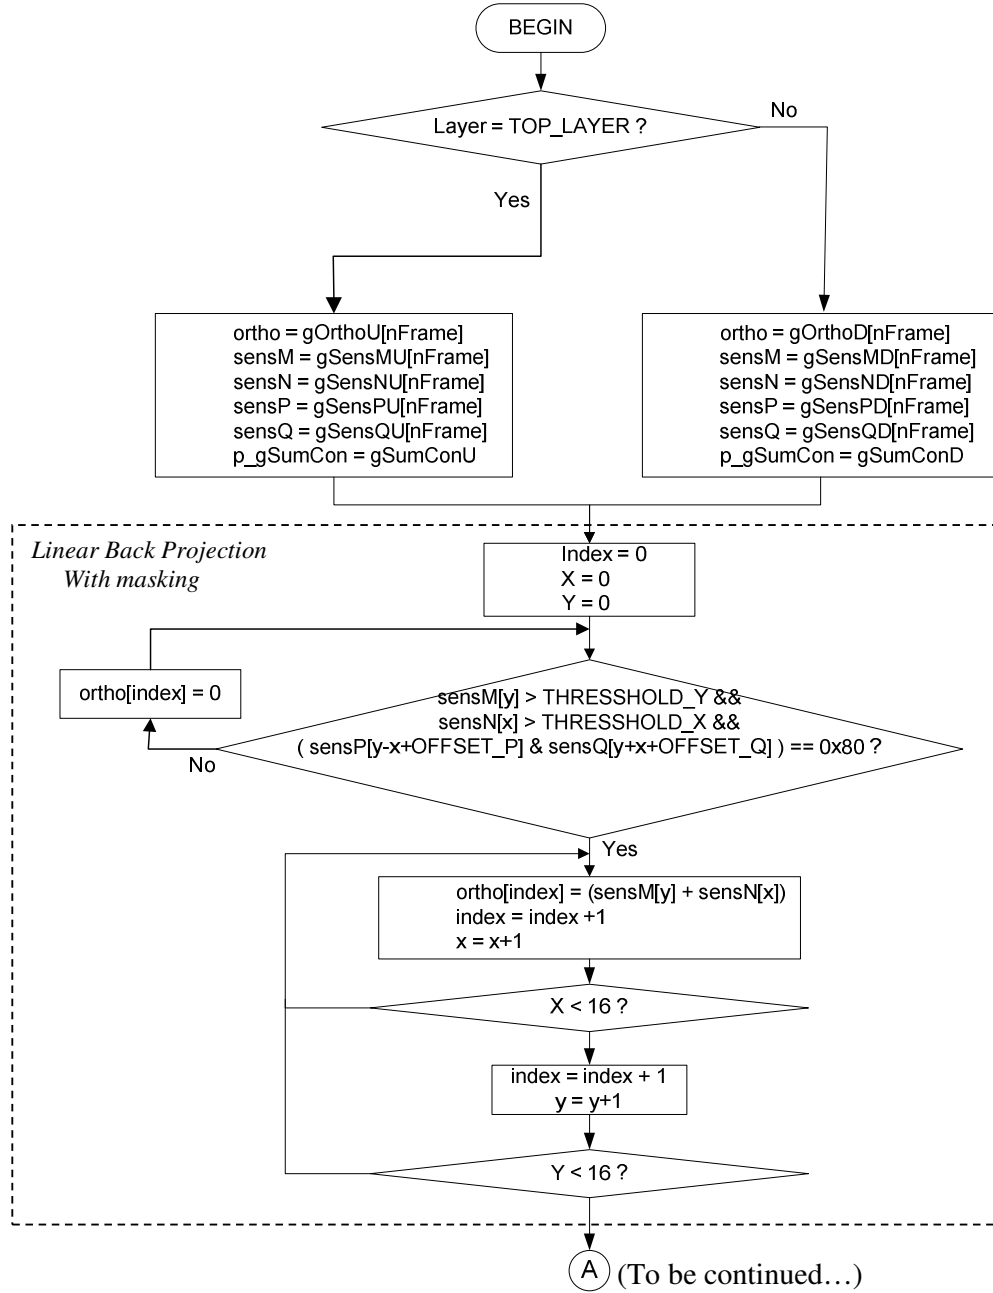 BEGIN
Layer = TOP_LAYER ?
No
Yes
ortho = gOrthoU[nFrame]
sensM = gSensMU[nFrame]
sensN = gSensNU[nFrame]
sensP = gSensPU[nFrame]
sensQ = gSensQU[nFrame]
p_gSumCon = gSumConU
ortho = gOrthoD[nFrame]
sensM = gSensMD[nFrame]
sensN = gSensND[nFrame]
sensP = gSensPD[nFrame]
sensQ = gSensQD[nFrame]
p_gSumCon = gSumConD
Linear Back Projection
With masking
Index = 0
X = 0
Y = 0
ortho[index] = 0
sensM[y] > THRESSHOLD_Y &&
sensN[x] > THRESSHOLD_X &&
( sensP[y-x+OFFSET_P] & sensQ[y+x+OFFSET_Q] ) == 0x80 ?
No
Yes
ortho[index] = (sensM[y] + sensN[x])
index = index +1
x = x+1
X < 16 ?
index = index + 1
y = y+1
Y < 16 ?
A (To be continued…)